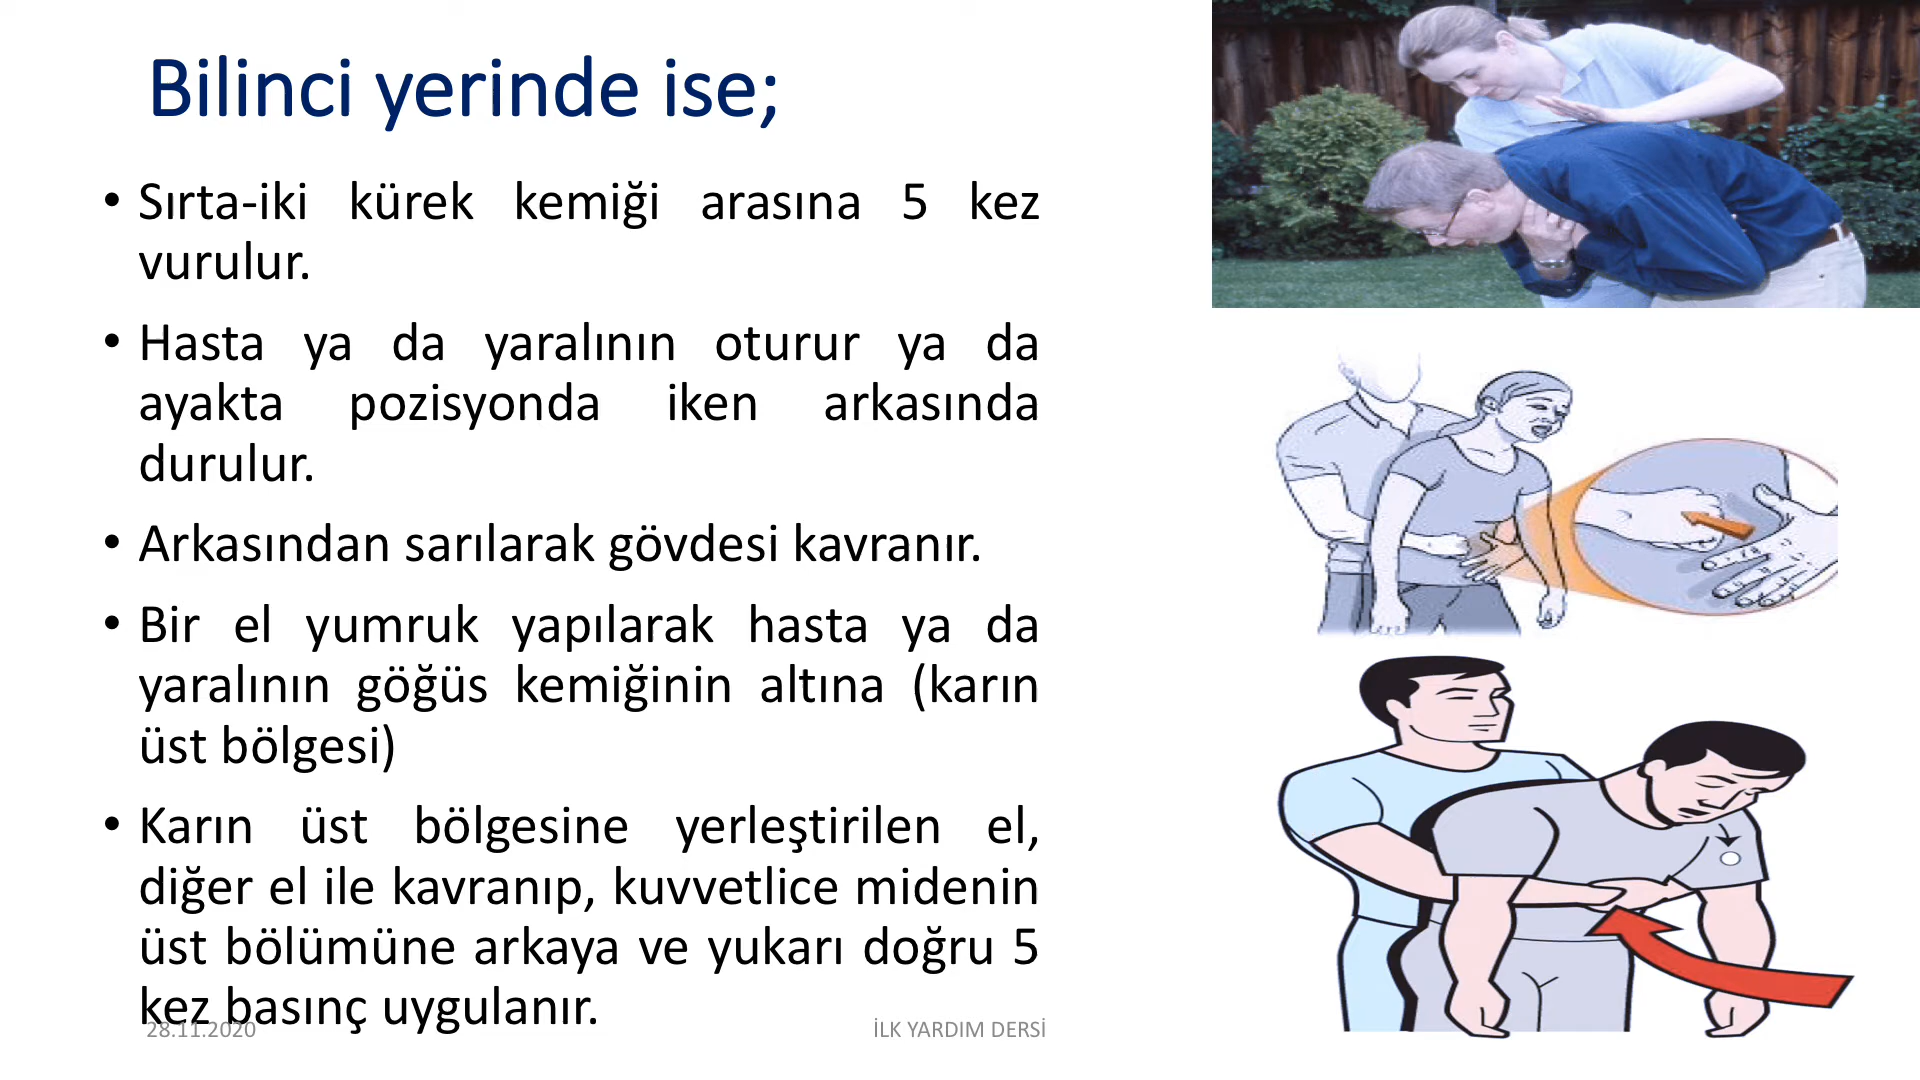 Bilinci yerinde ise;
• Sırta-iki kürek kemiği arasına 5 kez
vurulur.
• Hasta ya da yaralının oturur ya da
ayakta pozisyonda iken arkasında
durulur.
• Arkasından sarılarak gövdesi kavranır.
• Bir el yumruk yapılarak hasta ya da
yaralının göğüs kemiğinin altına (karın
üst bölgesi)
• Karın üst bölgesine yerleştirilen el,
diğer el ile kavranıp, kuvvetlice midenin
üst bölümüne arkaya ve yukarı doğru 5
kez basınç uygulanır.
28.11.2020
İLK YARDIM DERSİ